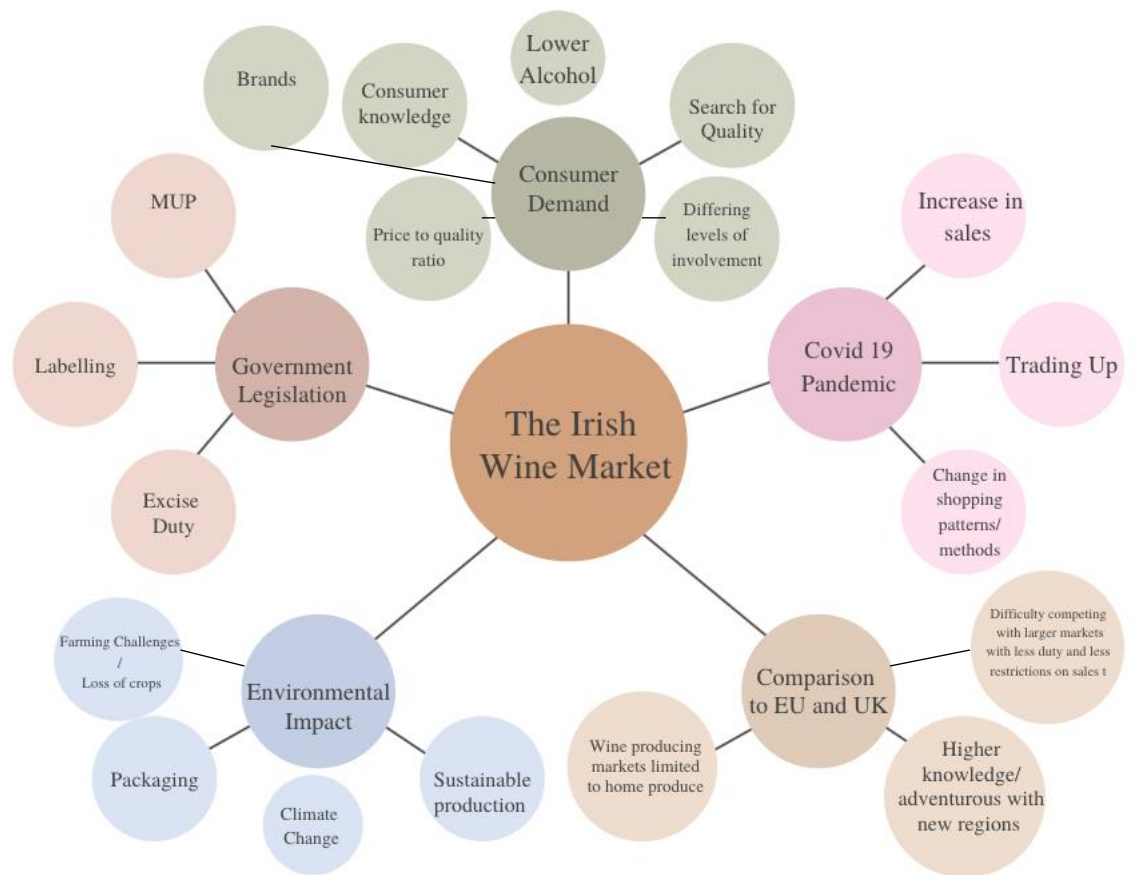 Lower
Alcohol
Brands
Consumer
knowledge
Search for
Quality
Consumer
Demand
Price to quality
ratio
Differing
levels of
involvement
MUP
Labelling
Excise
Duty
Government
Legislation
Increase in
sales
Trading Up
Change in
shopping
patterns/
methods
Covid 19
Pandemic
The Irish
Wine Market
Farming Challenges
/
Loss of crops
Environmental
Impact
Packaging
Climate
Change
Sustainable
production
Comparison
to EU and UK
Difficulty competing
with larger markets
with less duty and less
restrictions on sales t
Wine producing
markets limited
to home produce
Higher
knowledge/
adventurous with
new regions